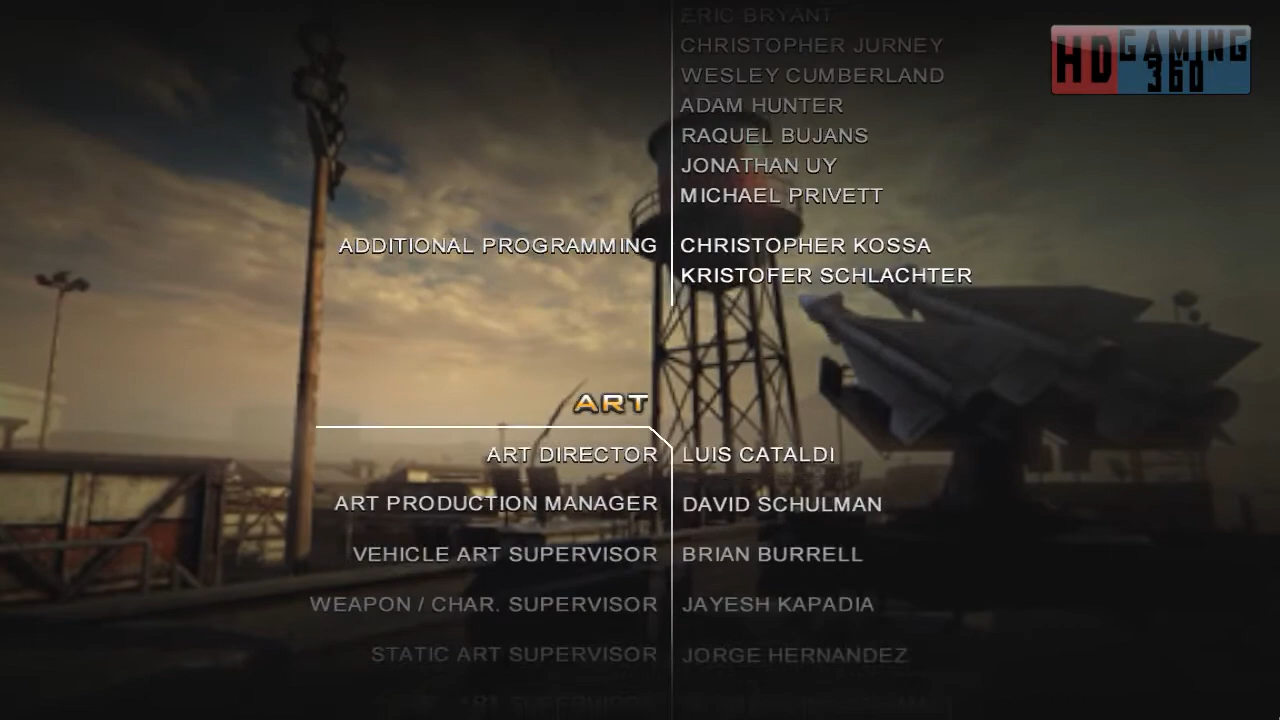 ERIC BRYANT
CHRISTOPHER JURNEY
WESLEY CUMBERLAND
ADAM HUNTER
RAQUEL BUJANS
JONATHAN UY
MICHAEL PRIVETT
ADDITIONAL PROGRAMMING CHRISTOPHER KOSSA
KRISTOFER SCHLACHTER
ART
ART DIRECTOR LUIS CATALDI
ART PRODUCTION MANAGER DAVID SCHULMAN
VEHICLE ART SUPERVISOR BRIAN BURRELL
WEAPON / CHAR. SUPERVISOR JAYESH KAPADIA
STATIC ART SUPERVISOR JORGE HERNANDEZ
HD GAMING
360